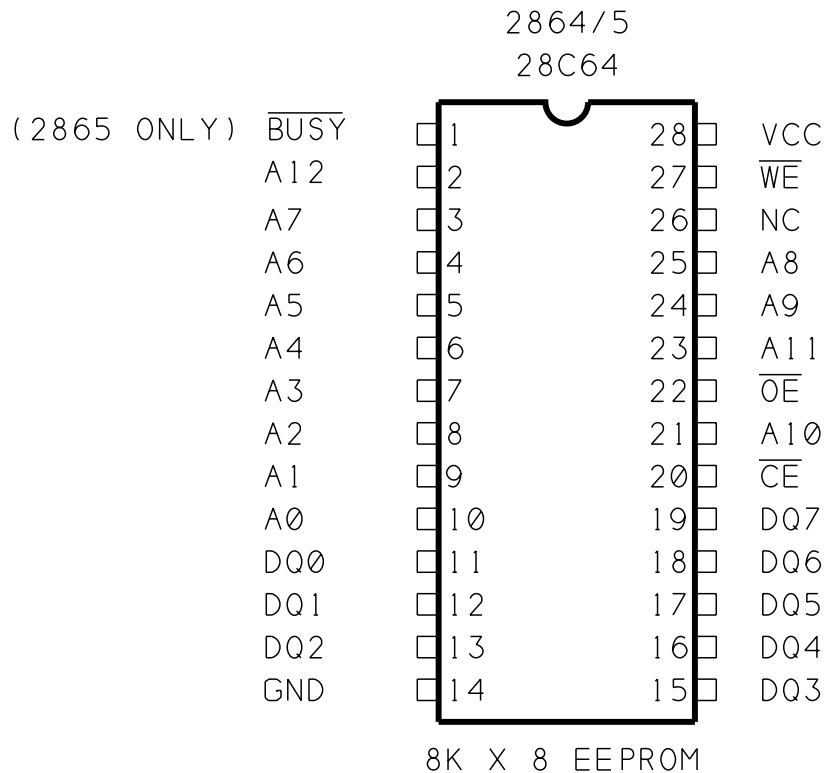 2864/5
28C64
(2865 ONLY) BUSY 1 28 VCC
A12 2 27 WE
A7 3 26 NC
A6 4 25 A8
A5 5 24 A9
A4 6 23 A11
A3 7 22 OE
A2 8 21 A10
A1 9 20 CE
A0 10 19 DQ7
DQ0 11 18 DQ6
DQ1 12 17 DQ5
DQ2 13 16 DQ4
GND 14 15 DQ3
8K X 8 EEPROM